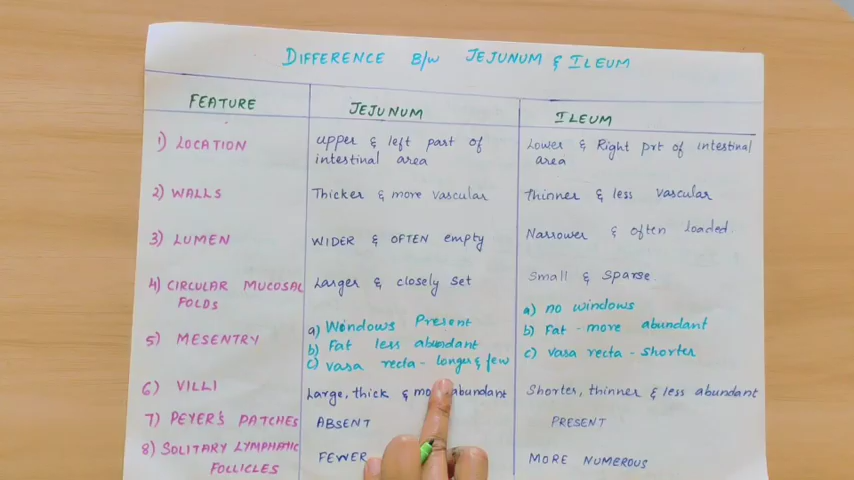 DIFFERENCE B/W JEJUNUM & ILEUM
FEATURE JEJUNUM ILEUM
1) LOCATION
upper & left part of
intestinal area
Lower & Right prt of intestinal
area
2) WALLS
Thicker & more vascular
thinner & less vascular
3) LUMEN
WIDER & OFTEN empty
Narrower & often loaded
4) CIRCULAR MUCOSAL
FOLDS
Larger & closely set
Small & Sparse
5) MESENTRY
a) Windows Present
b) Fat less abundant
c) vasa recta - longer & few
a) no windows
b) Fat - more abundant
c) vasa recta - shorter
6) VILLI
Large, thick & abundant
Shorter, thinner & less abundant
7) PEYER'S PATCHES
ABSENT
PRESENT
8) SOLITARY LYMPHATIC
FOLLICLES
FEWER
MORE NUMEROUS